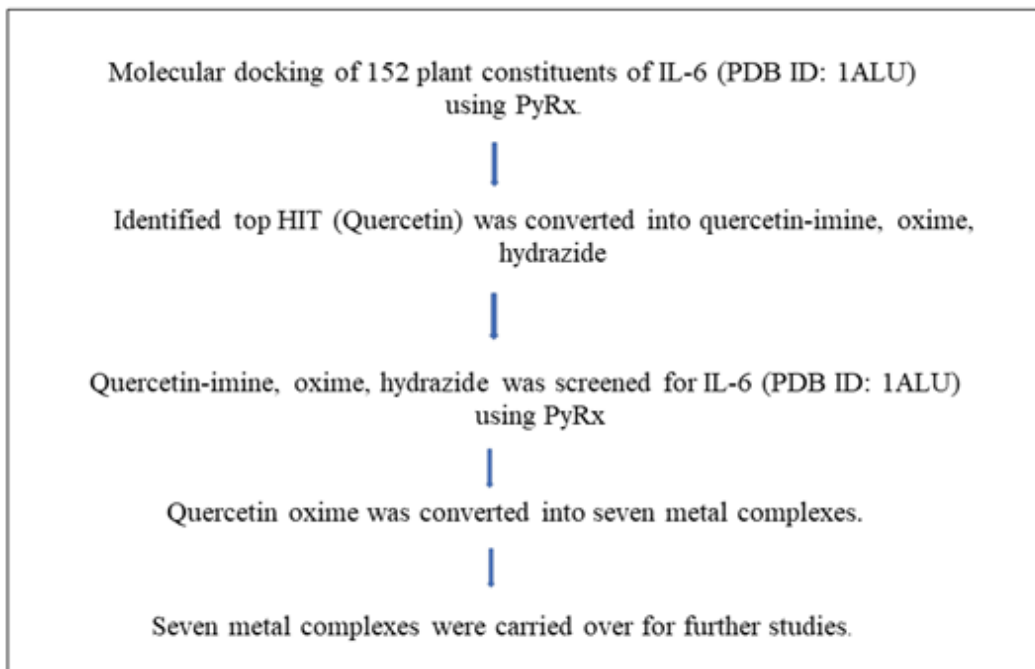 Molecular docking of 152 plant constituents of IL-6 (PDB ID: 1ALU)
using PyRx.
Identified top HIT (Quercetin) was converted into quercetin-imine, oxime,
hydrazide
Quercetin-imine, oxime, hydrazide was screened for IL-6 (PDB ID: 1ALU)
using PyRx
Quercetin oxime was converted into seven metal complexes.
Seven metal complexes were carried over for further studies.